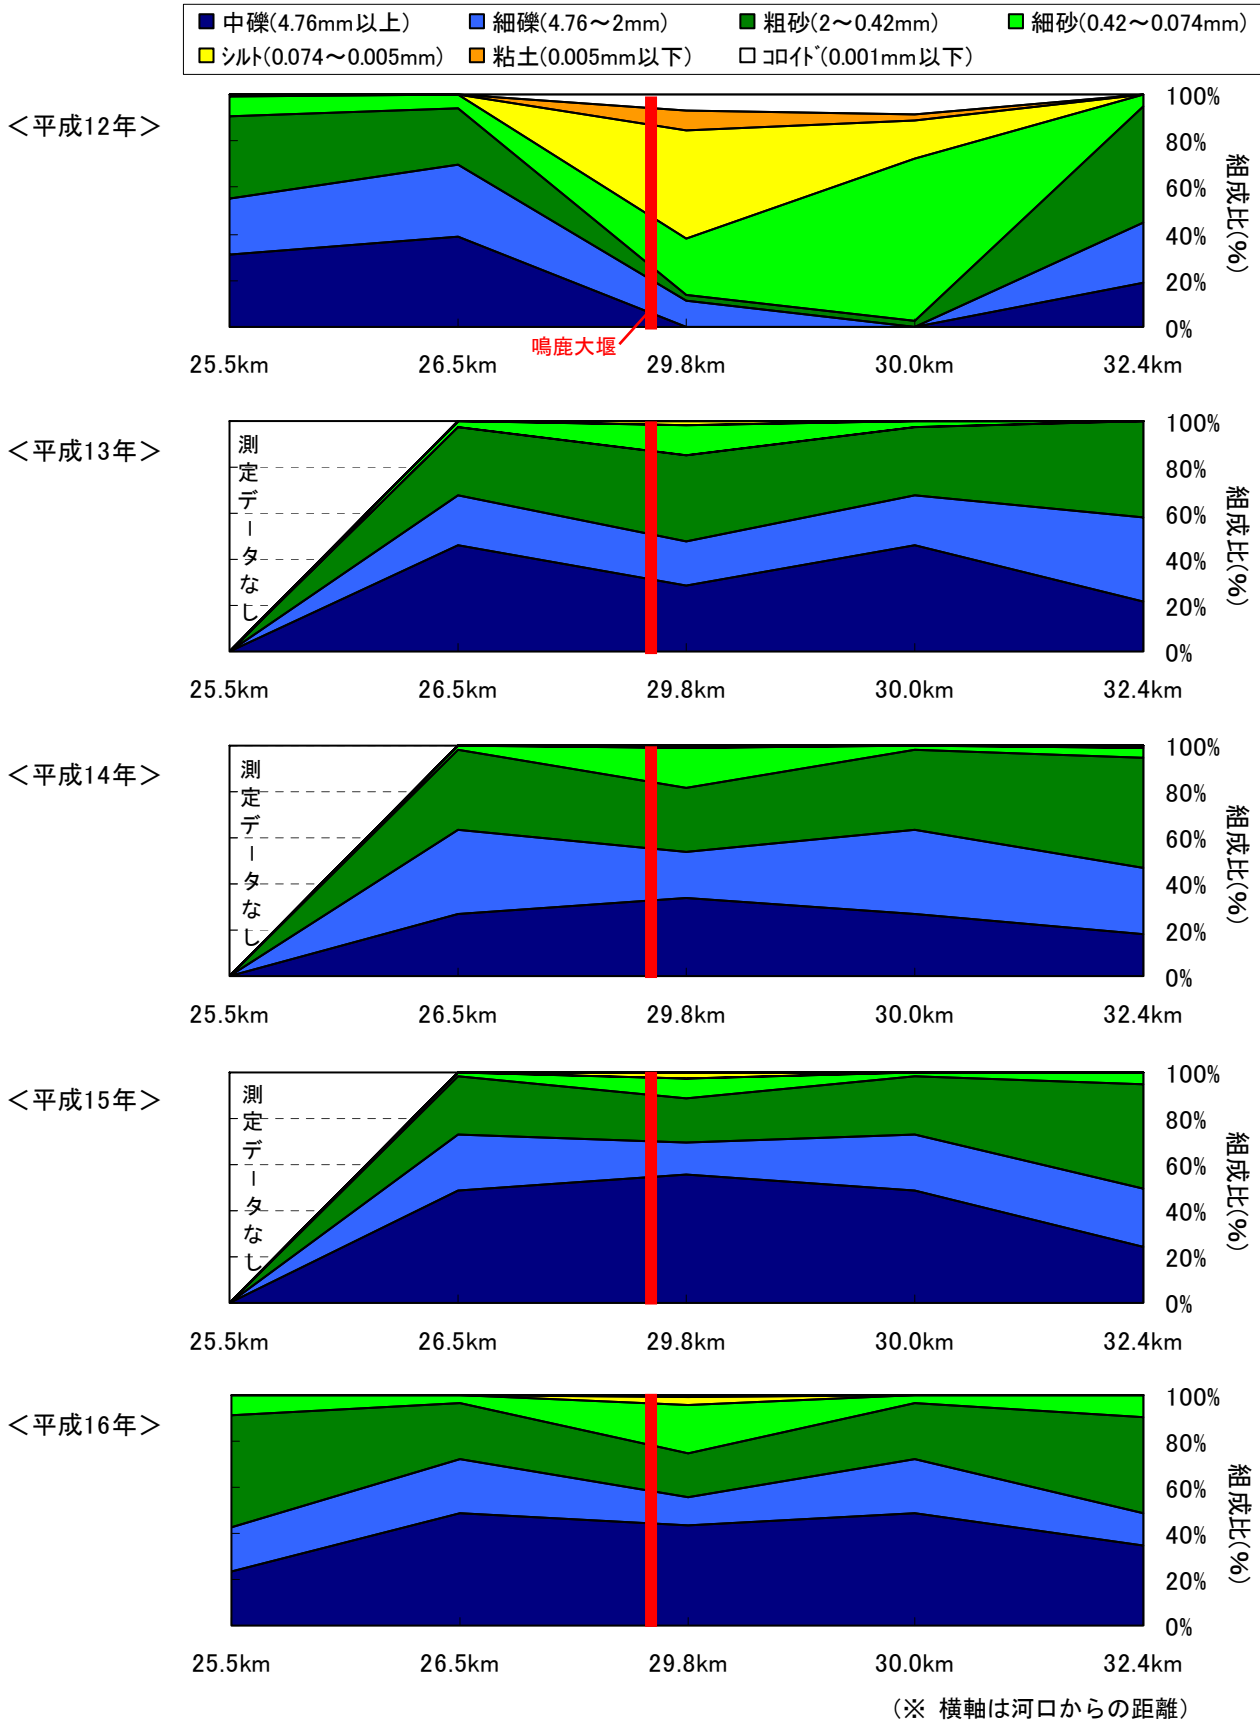 中礫(4.76mm以上) 細礫(4.76～2mm) 粗砂(2～0.42mm) 細砂(0.42～0.074mm)
シルト(0.074～0.005mm) 粘土(0.005mm以下) コロイド(0.001mm以下)
＜平成12年＞
100%
80%
60%
40%
20%
0%
組成比(%)
鳴鹿大堰
25.5km 26.5km 29.8km 30.0km 32.4km
＜平成13年＞
測定データなし
100%
80%
60%
40%
20%
0%
組成比(%)
25.5km 26.5km 29.8km 30.0km 32.4km
＜平成14年＞
測定データなし
100%
80%
60%
40%
20%
0%
組成比(%)
25.5km 26.5km 29.8km 30.0km 32.4km
＜平成15年＞
測定データなし
100%
80%
60%
40%
20%
0%
組成比(%)
25.5km 26.5km 29.8km 30.0km 32.4km
＜平成16年＞
100%
80%
60%
40%
20%
0%
組成比(%)
25.5km 26.5km 29.8km 30.0km 32.4km
(※ 横軸は河口からの距離)